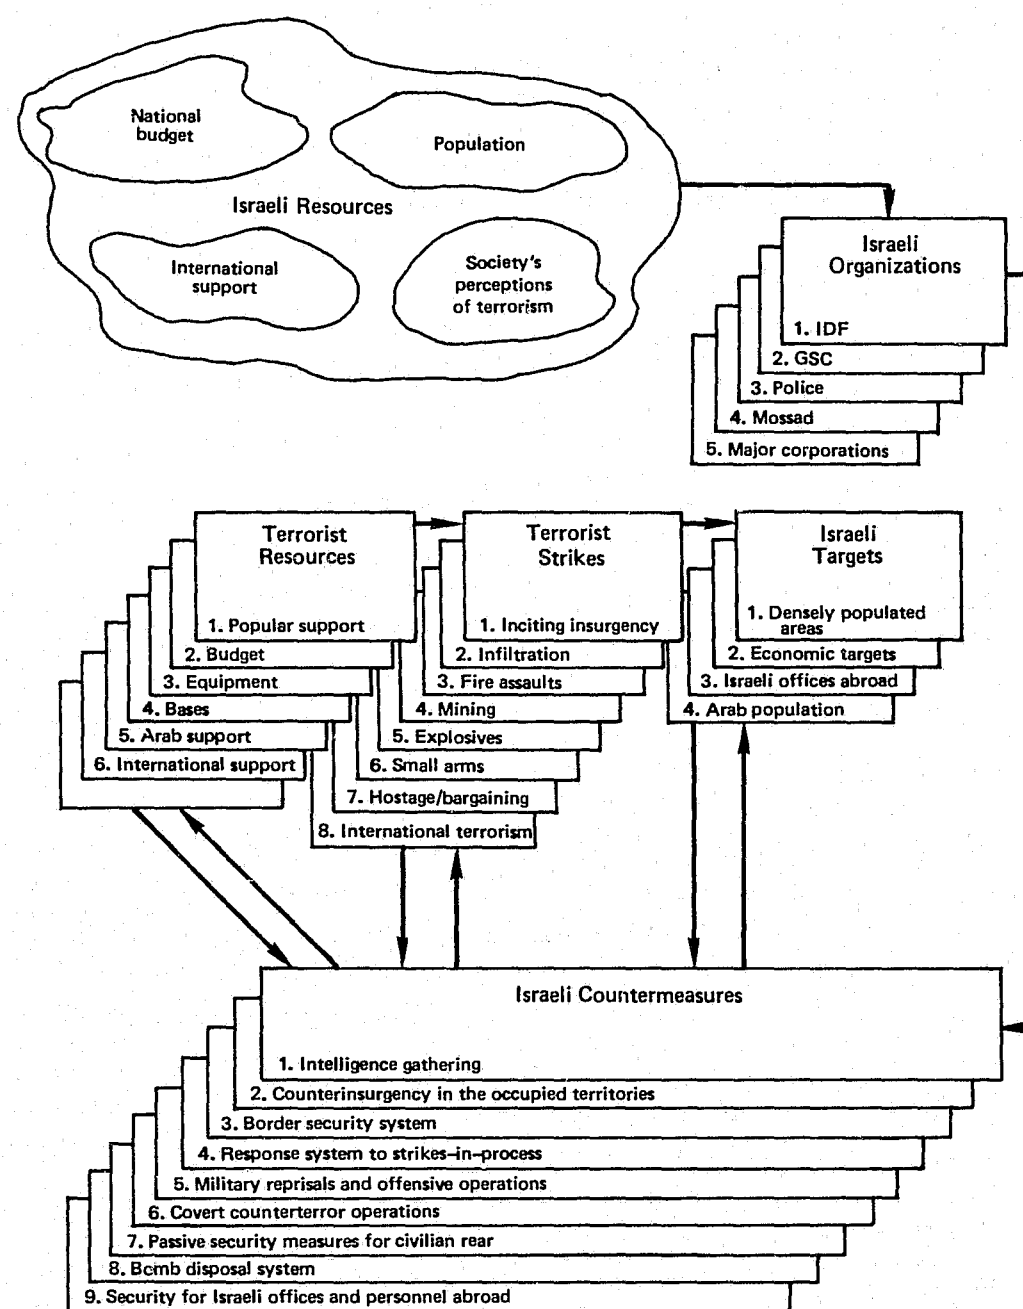 National
budget
Population
Israeli Resources
International
support
Society's
perceptions
of terrorism
Israeli
Organizations
1. IDF
2. GSC
3. Police
4. Mossad
5. Major corporations
Terrorist
Resources
1. Popular support
2. Budget
3. Equipment
4. Bases
5. Arab support
6. International support
Terrorist
Strikes
1. Inciting insurgency
2. Infiltration
3. Fire assaults
4. Mining
5. Explosives
6. Small arms
7. Hostage/bargaining
8. International terrorism
Israeli
Targets
1. Densely populated
areas
2. Economic targets
3. Israeli offices abroad
4. Arab population
Israeli Countermeasures
1. Intelligence gathering
2. Counterinsurgency in the occupied territories
3. Border security system
4. Response system to strikes–in–process
5. Military reprisals and offensive operations
6. Covert counterterror operations
7. Passive security measures for civilian rear
8. Bomb disposal system
9. Security for Israeli offices and personnel abroad